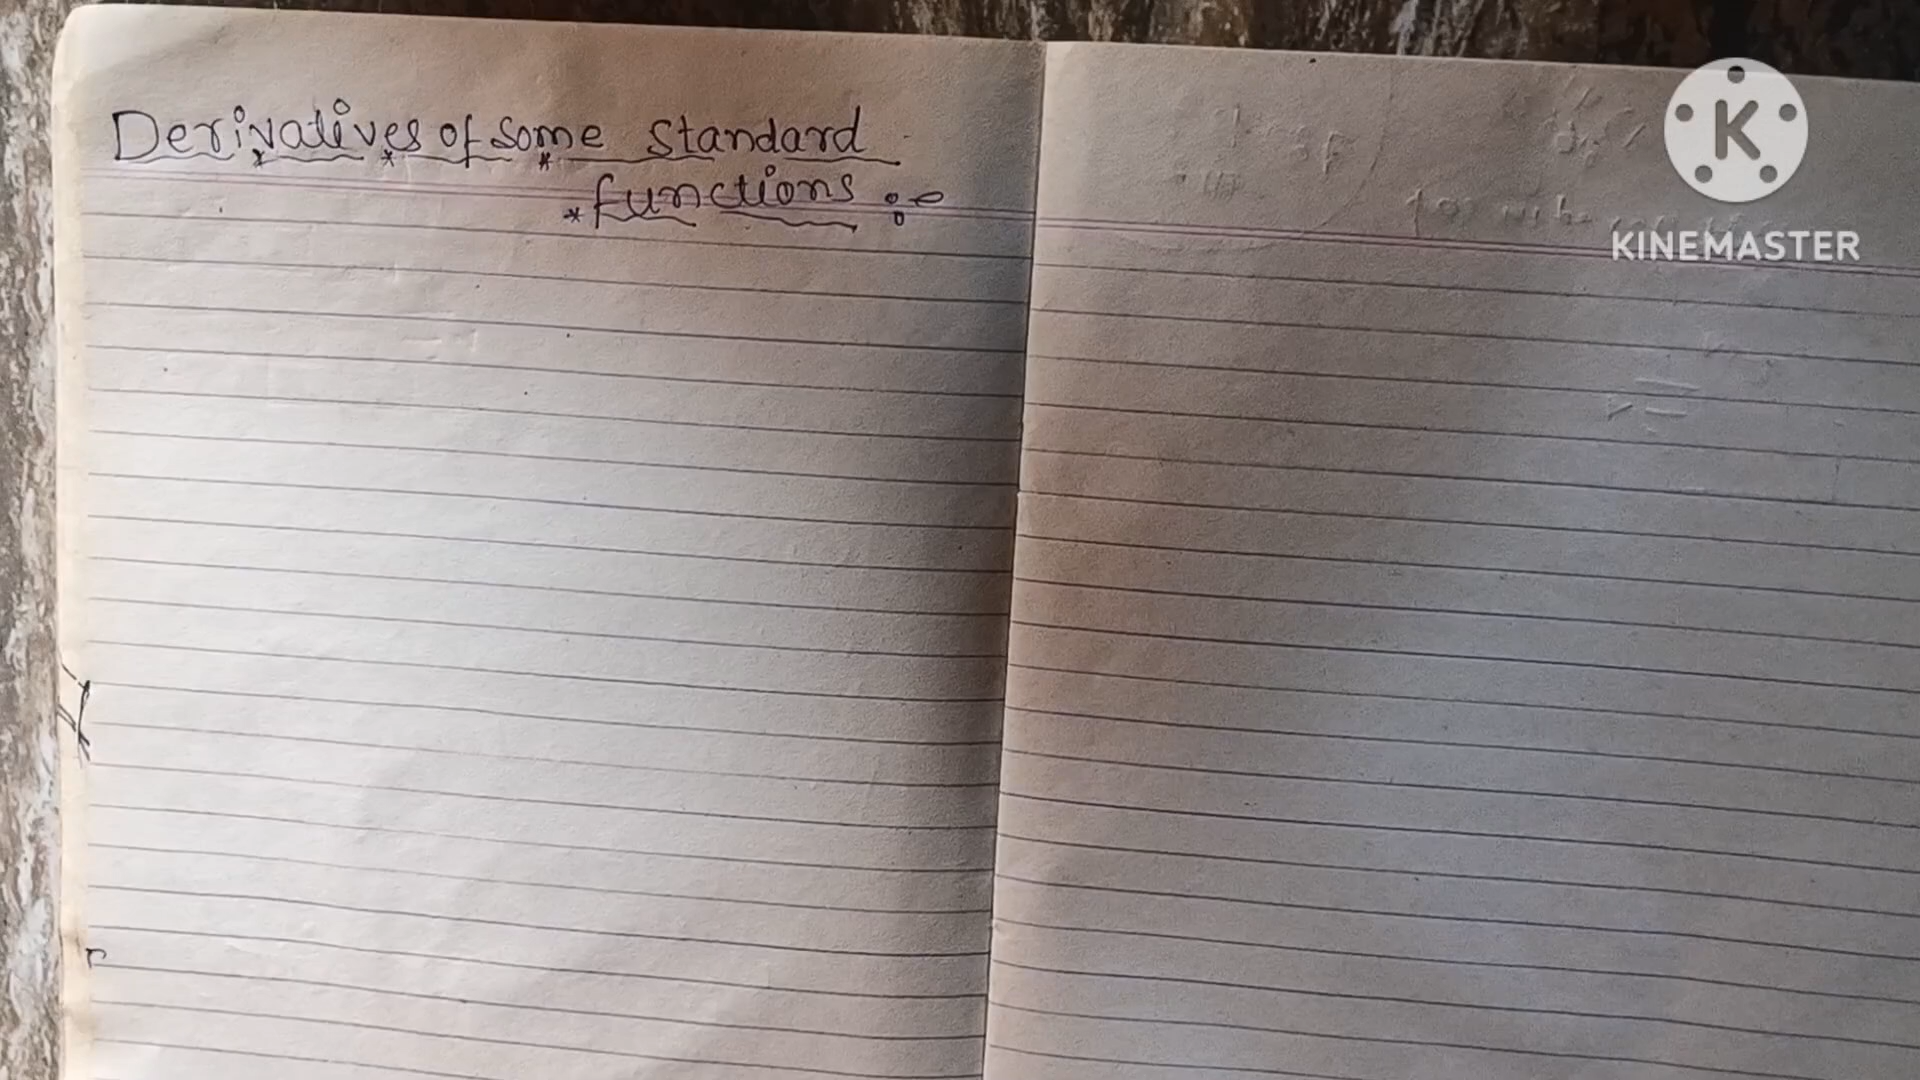 Derivatives of some standard
functions :-
K
KINEMASTER